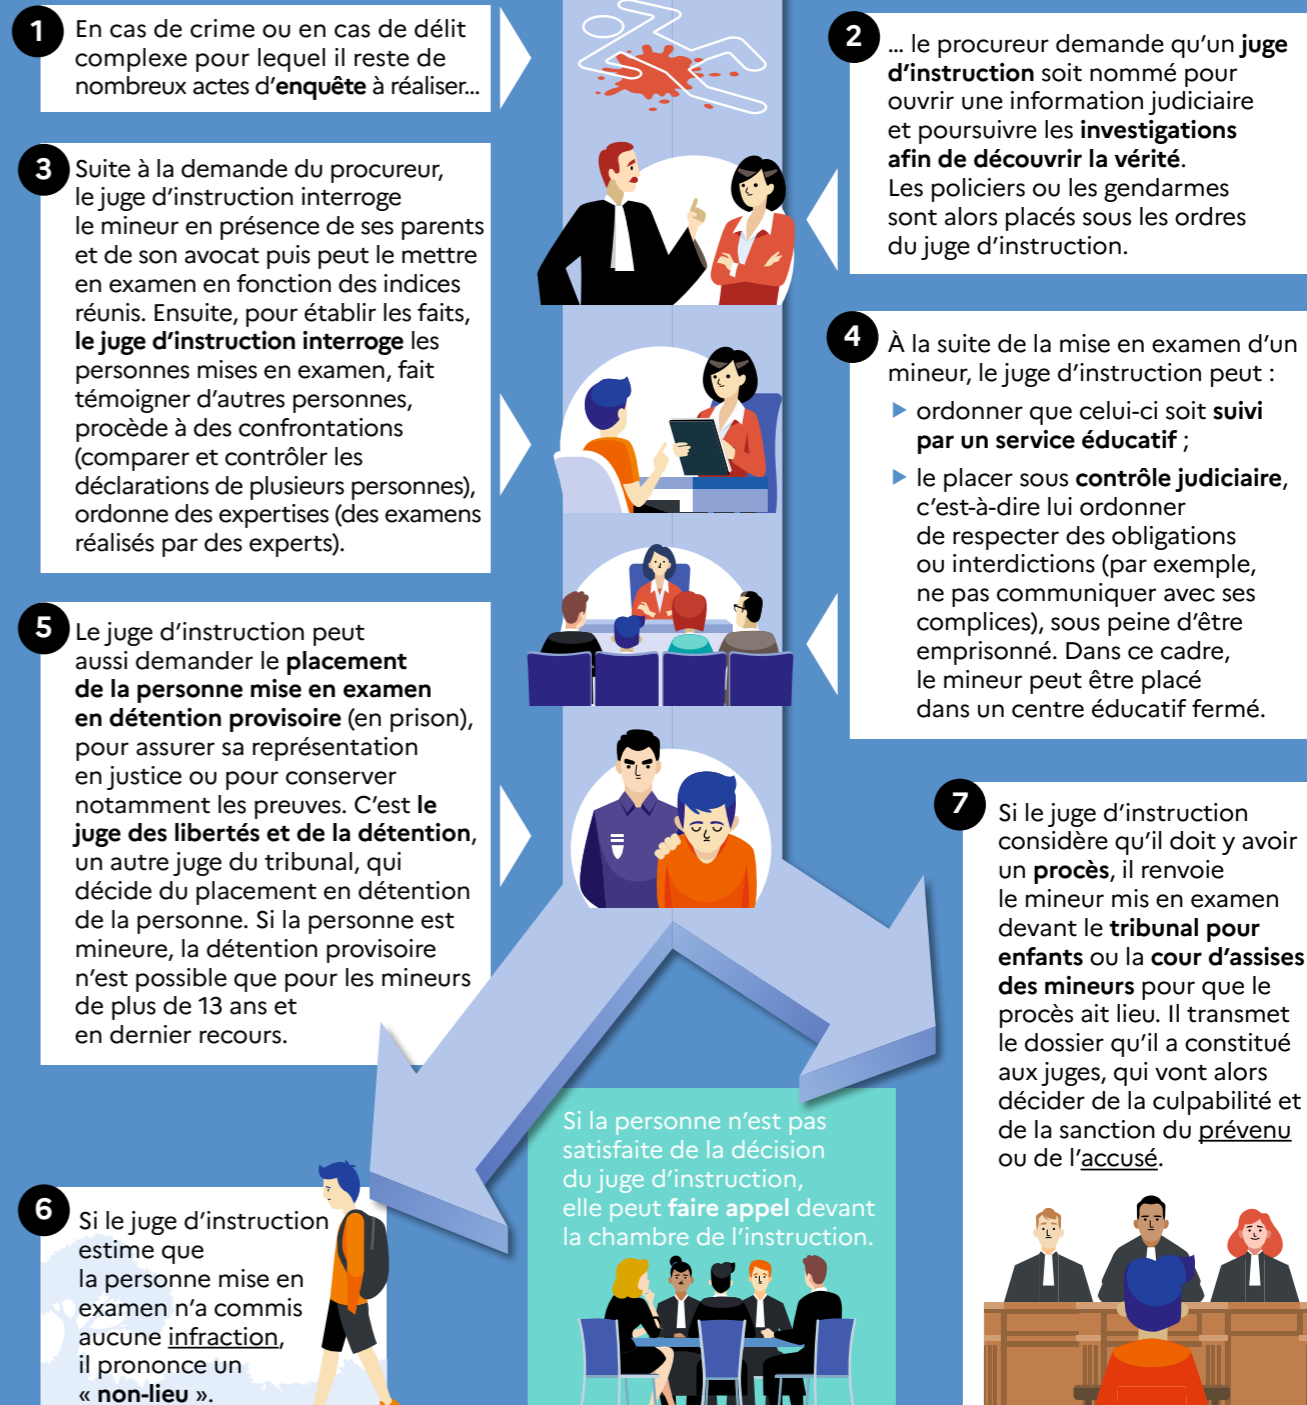 1
En cas de crime ou en cas de délit
complexe pour lequel il reste de
nombreux actes d’enquête à réaliser...
2
... le procureur demande qu’un juge
d’instruction soit nommé pour
ouvrir une information judiciaire
et poursuivre les investigations
afin de découvrir la vérité.
Les policiers ou les gendarmes
sont alors placés sous les ordres
du juge d’instruction.
3
Suite à la demande du procureur,
le juge d’instruction interroge
le mineur en présence de ses parents
et de son avocat puis peut le mettre
en examen en fonction des indices
réunis. Ensuite, pour établir les faits,
le juge d’instruction interroge les
personnes mises en examen, fait
témoigner d’autres personnes,
procède à des confrontations
(comparer et contrôler les
déclarations de plusieurs personnes),
ordonne des expertises (des examens
réalisés par des experts).
4
À la suite de la mise en examen d’un
mineur, le juge d’instruction peut :
▶ ordonner que celui-ci soit suivi
par un service éducatif ;
▶ le placer sous contrôle judiciaire,
c’est-à-dire lui ordonner
de respecter des obligations
ou interdictions (par exemple,
ne pas communiquer avec ses
complices), sous peine d’être
emprisonné. Dans ce cadre,
le mineur peut être placé
dans un centre éducatif fermé.
5
Le juge d’instruction peut
aussi demander le placement
de la personne mise en examen
en détention provisoire (en prison),
pour assurer sa représentation
en justice ou pour conserver
notamment les preuves. C’est le
juge des libertés et de la détention,
un autre juge du tribunal, qui
décide du placement en détention
de la personne. Si la personne est
mineure, la détention provisoire
n’est possible que pour les mineurs
de plus de 13 ans et
en dernier recours.
6
Si le juge d’instruction
estime que
la personne mise en
examen n’a commis
aucune infraction,
il prononce un
« non-lieu ».
Si la personne n’est pas
satisfaite de la décision
du juge d’instruction,
elle peut faire appel devant
la chambre de l’instruction.
7
Si le juge d’instruction
considère qu’il doit y avoir
un procès, il renvoie
le mineur mis en examen
devant le tribunal pour
enfants ou la cour d’assises
des mineurs pour que le
procès ait lieu. Il transmet
le dossier qu’il a constitué
aux juges, qui vont alors
décider de la culpabilité et
de la sanction du prévenu
ou de l’accusé.